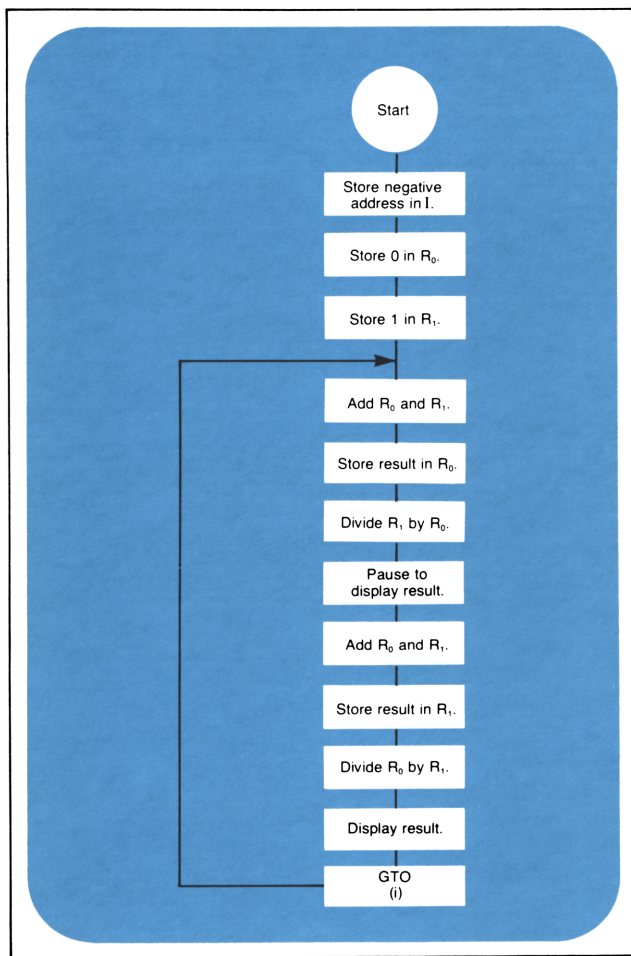 Start
Store negative
address in I.
Store 0 in R₀.
Store 1 in R₁.
Add R₀ and R₁.
Store result in R₀.
Divide R₁ by R₀.
Pause to
display result.
Add R₀ and R₁.
Store result in R₁.
Divide R₀ by R₁.
Display result.
GTO
(i)